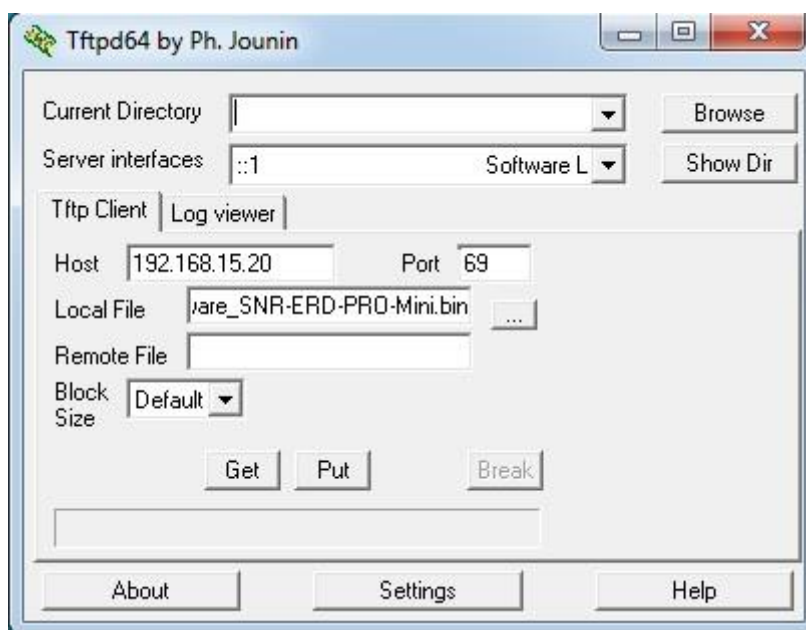 Tftpd64 by Ph. Jounin
Current Directory Browse
Server interfaces ::1 Software L Show Dir
Tftp Client Log viewer
Host 192.168.15.20 Port 69
Local File vare_SNR-ERD-PRO-Mini.bin ...
Remote File
Block
Size Default
Get Put Break
About Settings Help